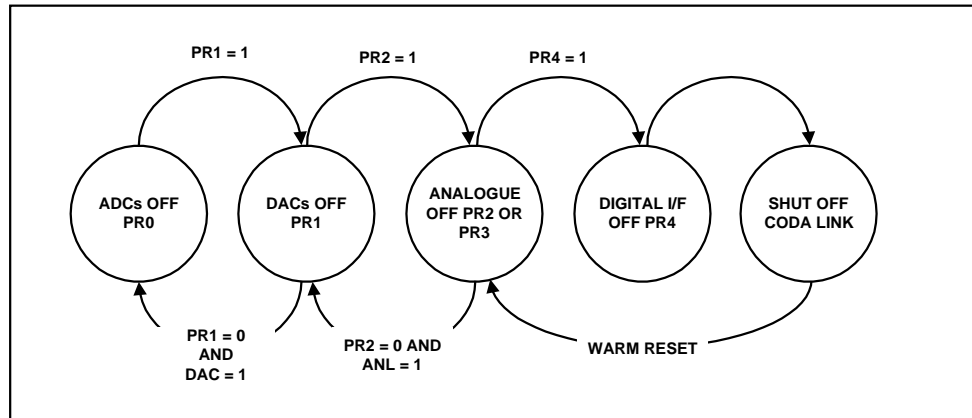 PR1 = 1
PR2 = 1
PR4 = 1
ADCs OFF
PR0
DACs OFF
PR1
ANALOGUE
OFF PR2 OR
PR3
DIGITAL I/F
OFF PR4
SHUT OFF
CODA LINK
PR1 = 0
AND
DAC = 1
PR2 = 0 AND
ANL = 1
WARM RESET